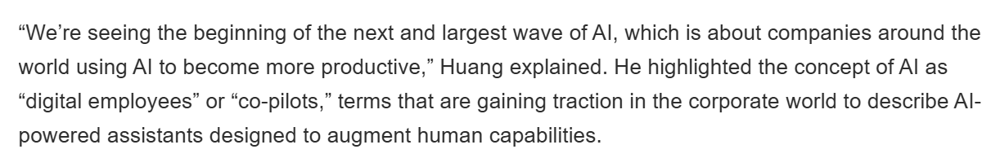 “We’re seeing the beginning of the next and largest wave of AI, which is about companies around the
world using AI to become more productive,” Huang explained. He highlighted the concept of AI as
“digital employees” or “co-pilots,” terms that are gaining traction in the corporate world to describe AI-
powered assistants designed to augment human capabilities.